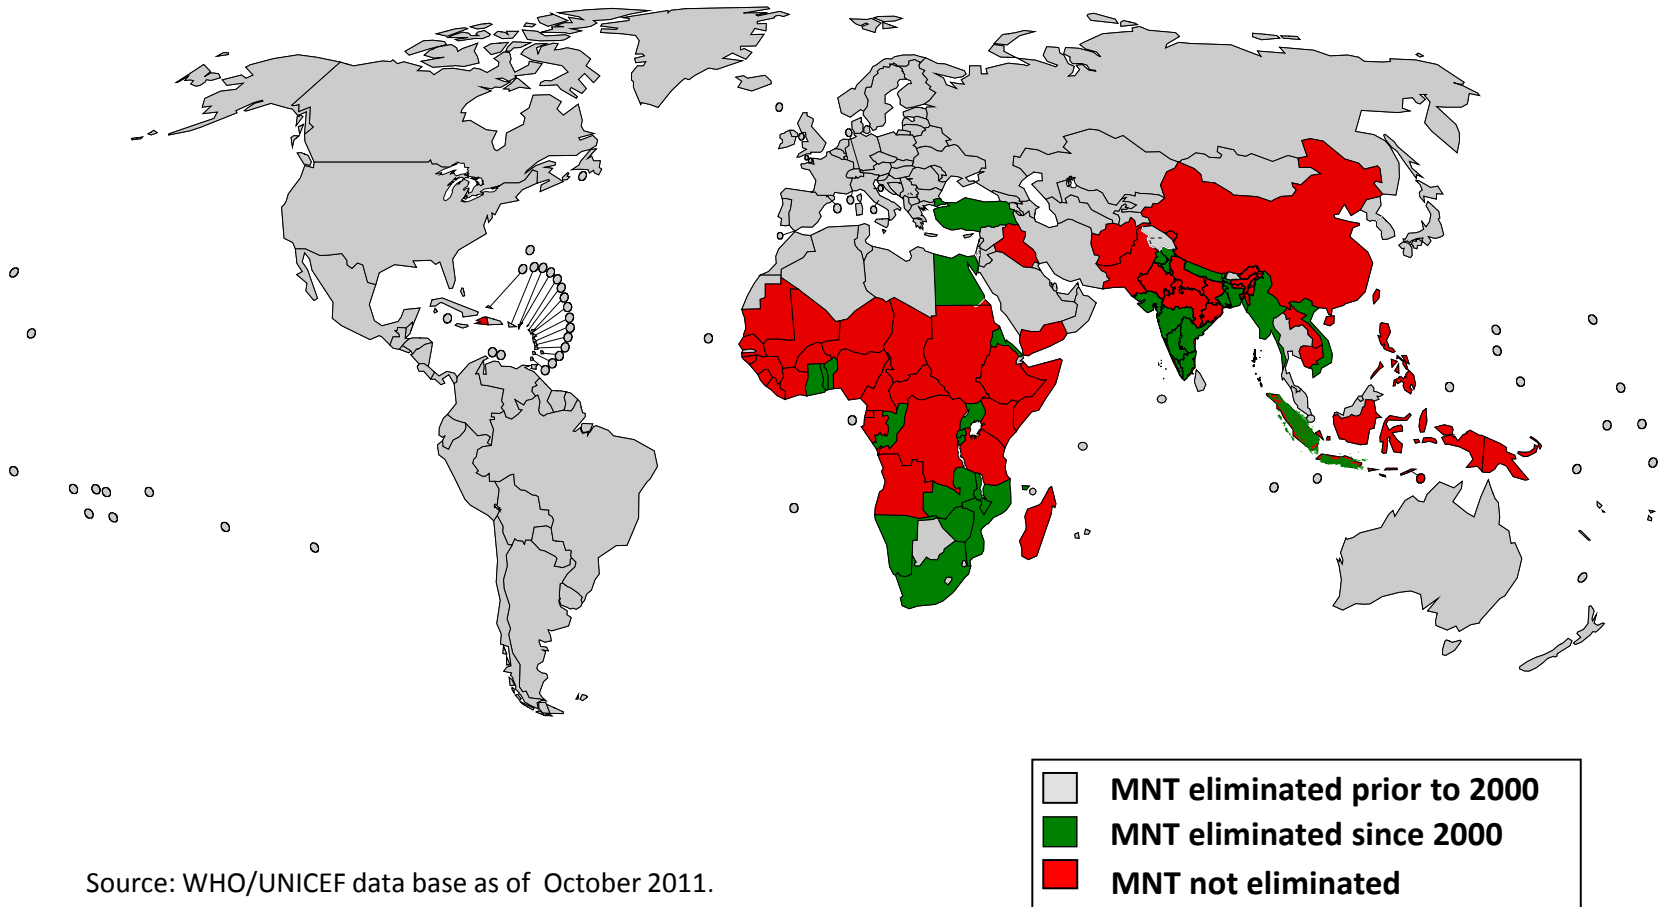 MNT eliminated prior to 2000
MNT eliminated since 2000
MNT not eliminated
Source: WHO/UNICEF data base as of  October 2011.